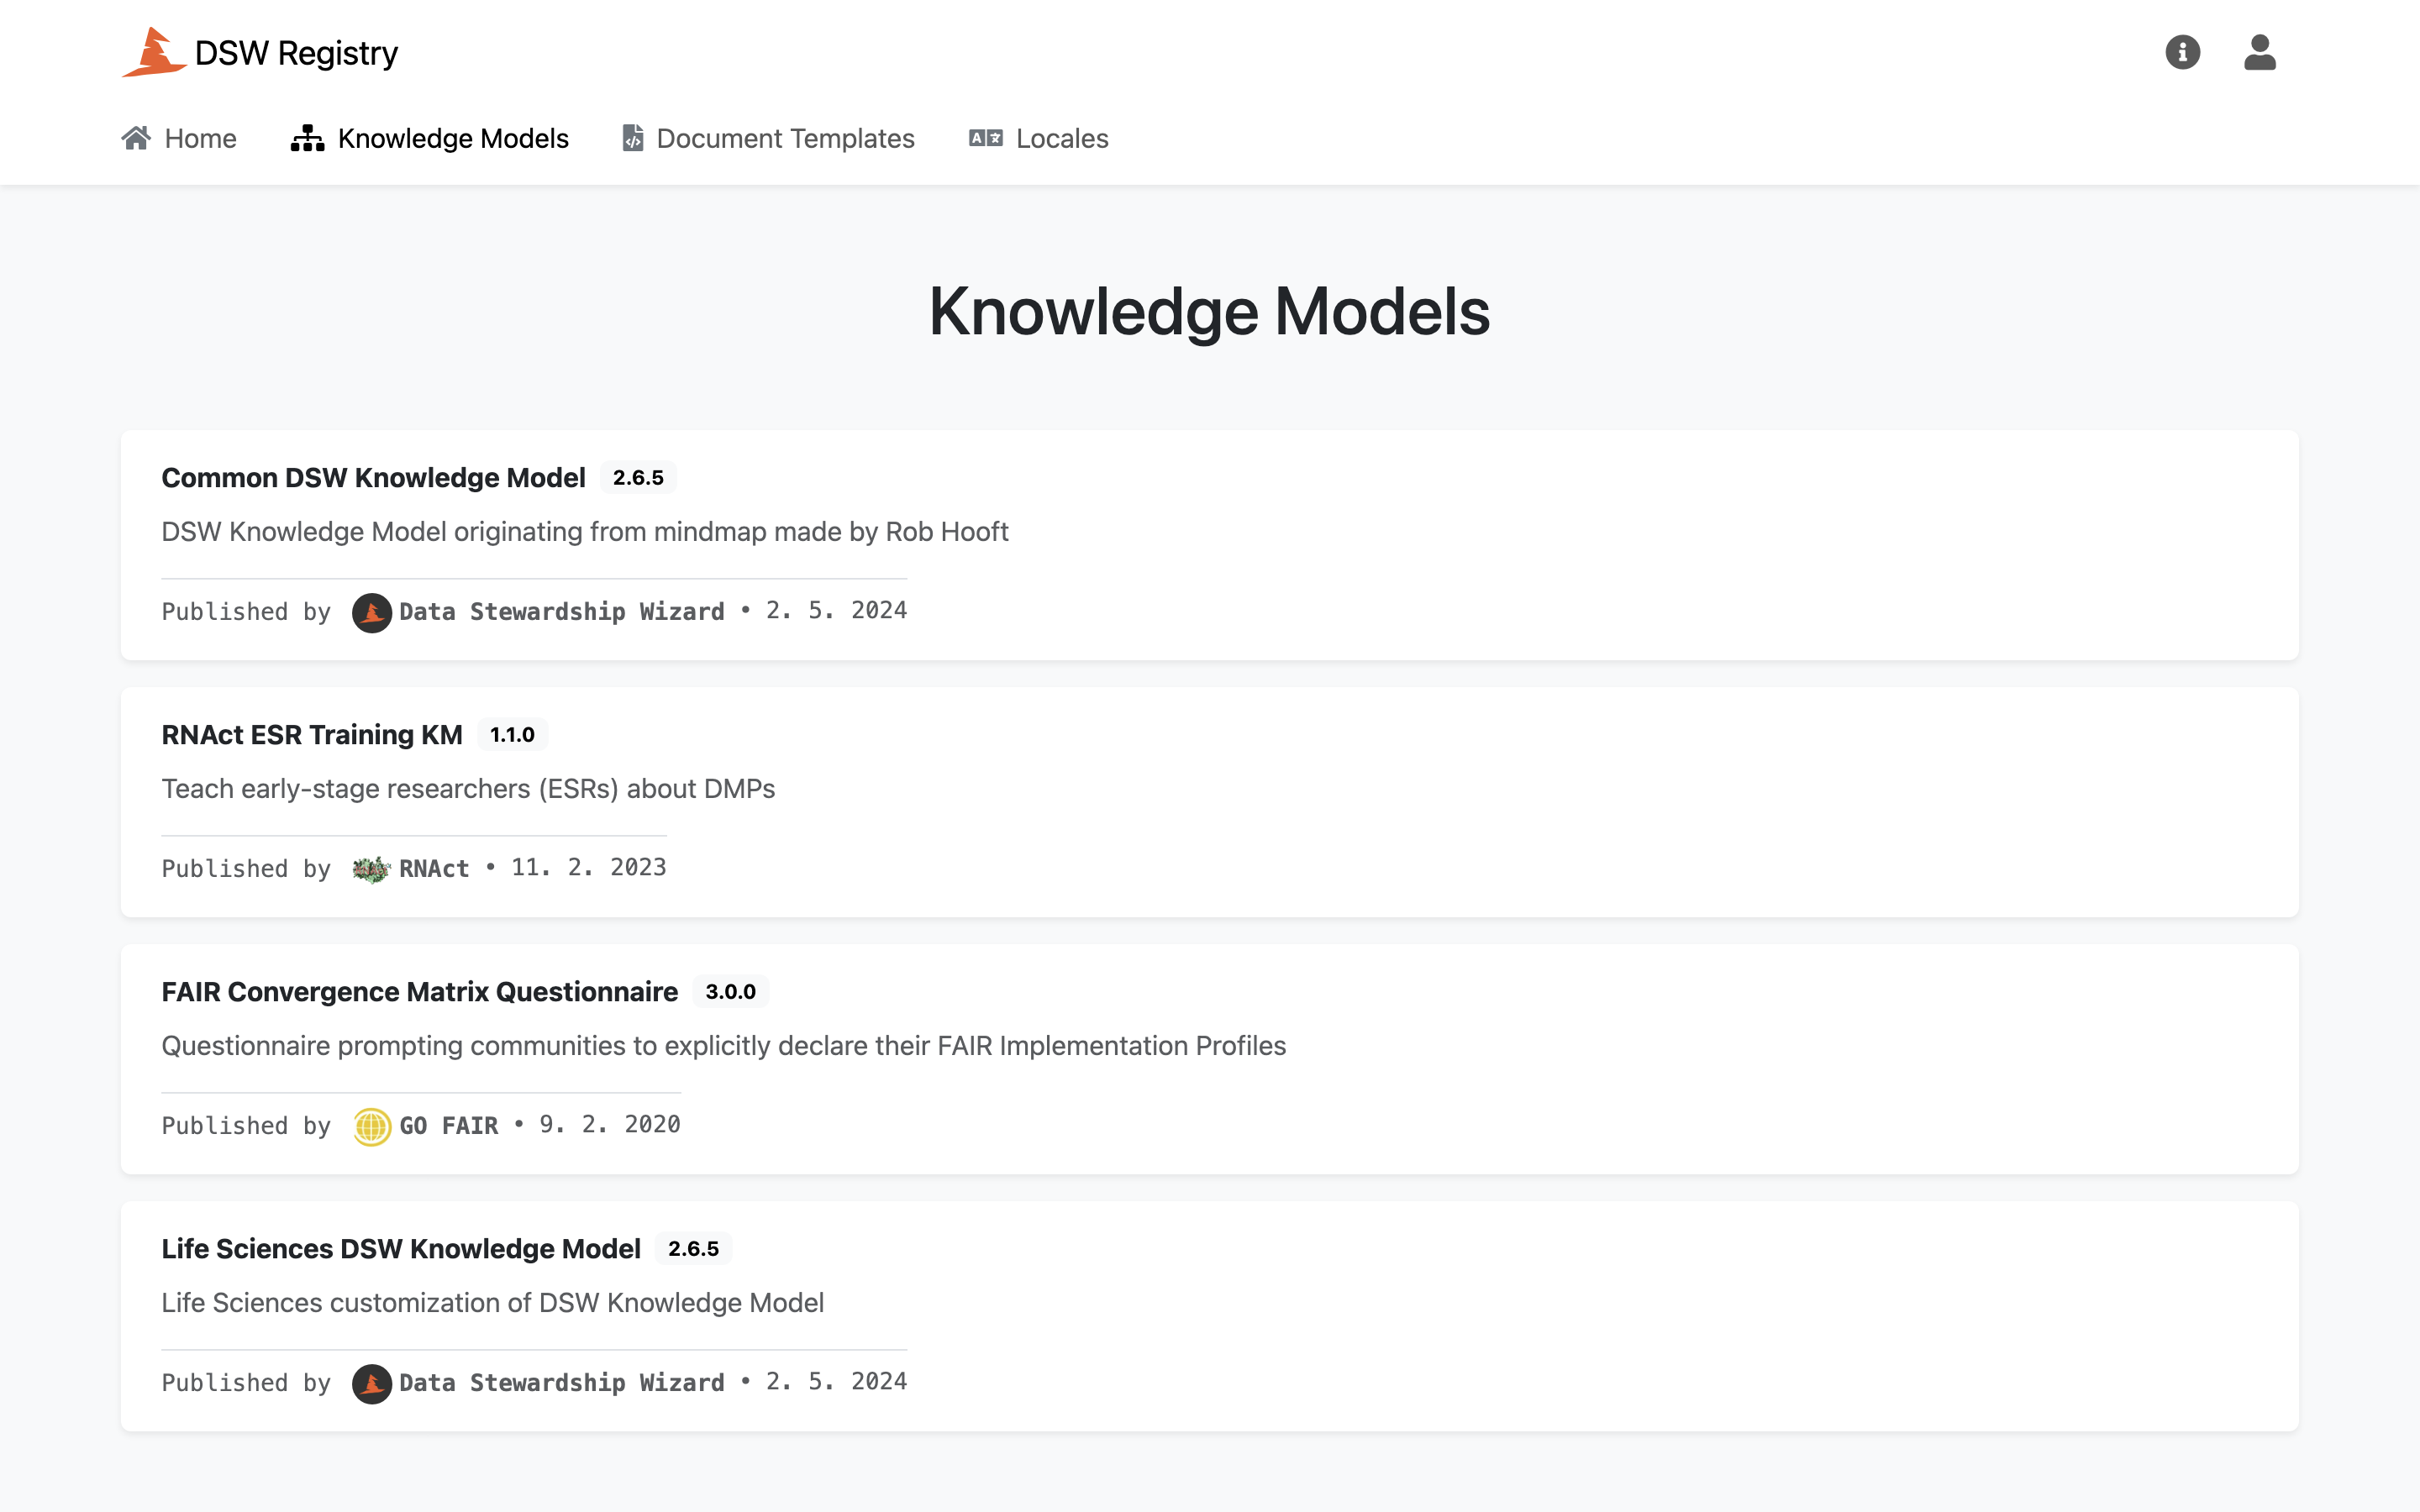 DSW Registry
Home Knowledge Models Document Templates Locales
Knowledge Models
Common DSW Knowledge Model 2.6.5
DSW Knowledge Model originating from mindmap made by Rob Hooft
Published by Data Stewardship Wizard • 2. 5. 2024
RNAct ESR Training KM 1.1.0
Teach early-stage researchers (ESRs) about DMPs
Published by RNAct • 11. 2. 2023
FAIR Convergence Matrix Questionnaire 3.0.0
Questionnaire prompting communities to explicitly declare their FAIR Implementation Profiles
Published by GO FAIR • 9. 2. 2020
Life Sciences DSW Knowledge Model 2.6.5
Life Sciences customization of DSW Knowledge Model
Published by Data Stewardship Wizard • 2. 5. 2024